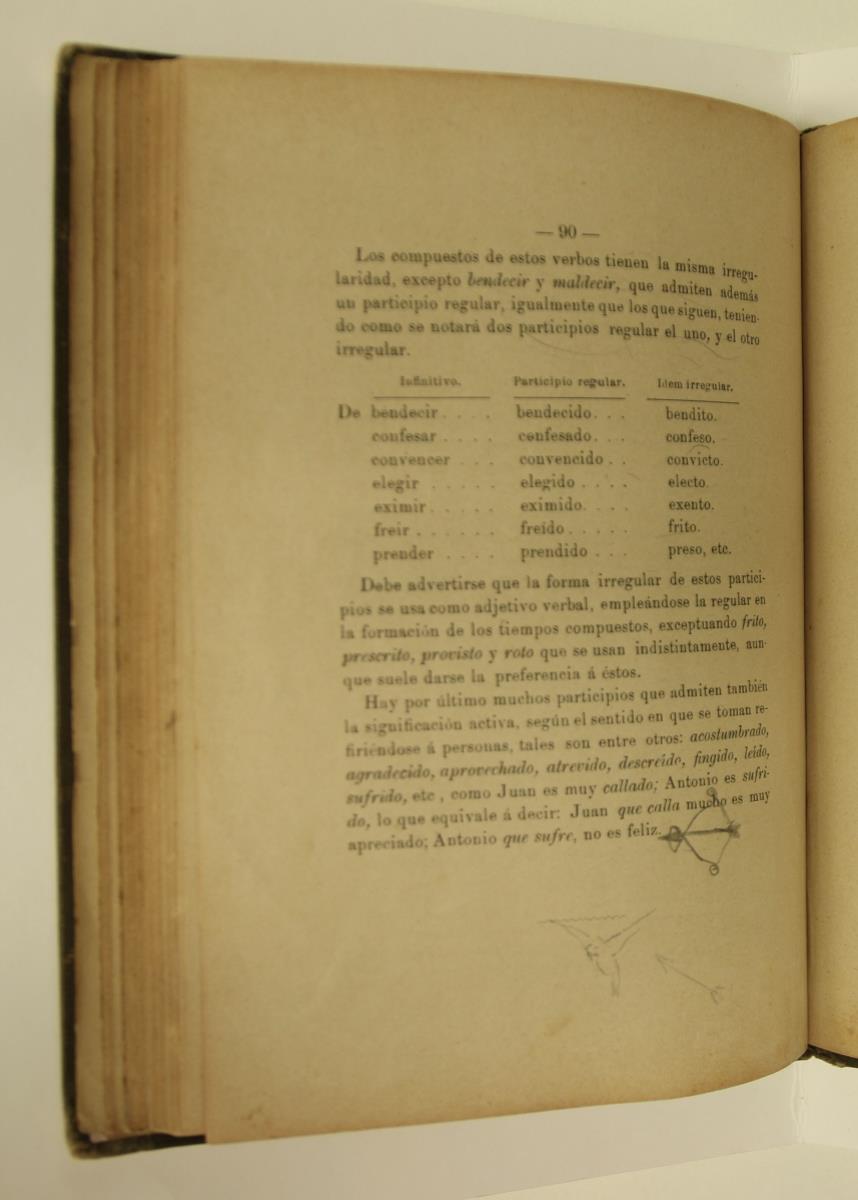 — 90 —
Los compuestos de estos verbos tienen la misma irregu-
laridad, excepto bendecir y maldecir, que admiten además
un participio regular, igualmente que los que siguen, tenien-
do como se notará dos participios regular el uno, y el otro
irregular.
Infinitivo. Participio regular. Idem irregular.
De bendecir . . . . bendecido. . . bendito.
confesar . . . . confesado. . . confeso.
convencer . . . convencido . . convicto.
elegir . . . . . elegido . . . . electo.
eximir . . . . . eximido. . . . exento.
freir . . . . . . freído . . . . . frito.
prender . . . . prendido . . . preso, etc.
Debe advertirse que la forma irregular de estos partici-
pios se usa como adjetivo verbal, empleándose la regular en
la formación de los tiempos compuestos, exceptuando frito,
prescrito, provisto y roto que se usan indistintamente, aun-
que suele darse la preferencia á éstos.
Hay por último muchos participios que admiten también
la significación activa, según el sentido en que se toman re-
firiéndose á personas, tales son entre otros: acostumbrado,
agradecido, aprovechado, atrevido, descreído, fingido, leído,
sufrido, etc , como Juan es muy callado; Antonio es sufri-
do, lo que equivale á decir: Juan que calla mucho es muy
apreciado; Antonio que sufre, no es feliz.